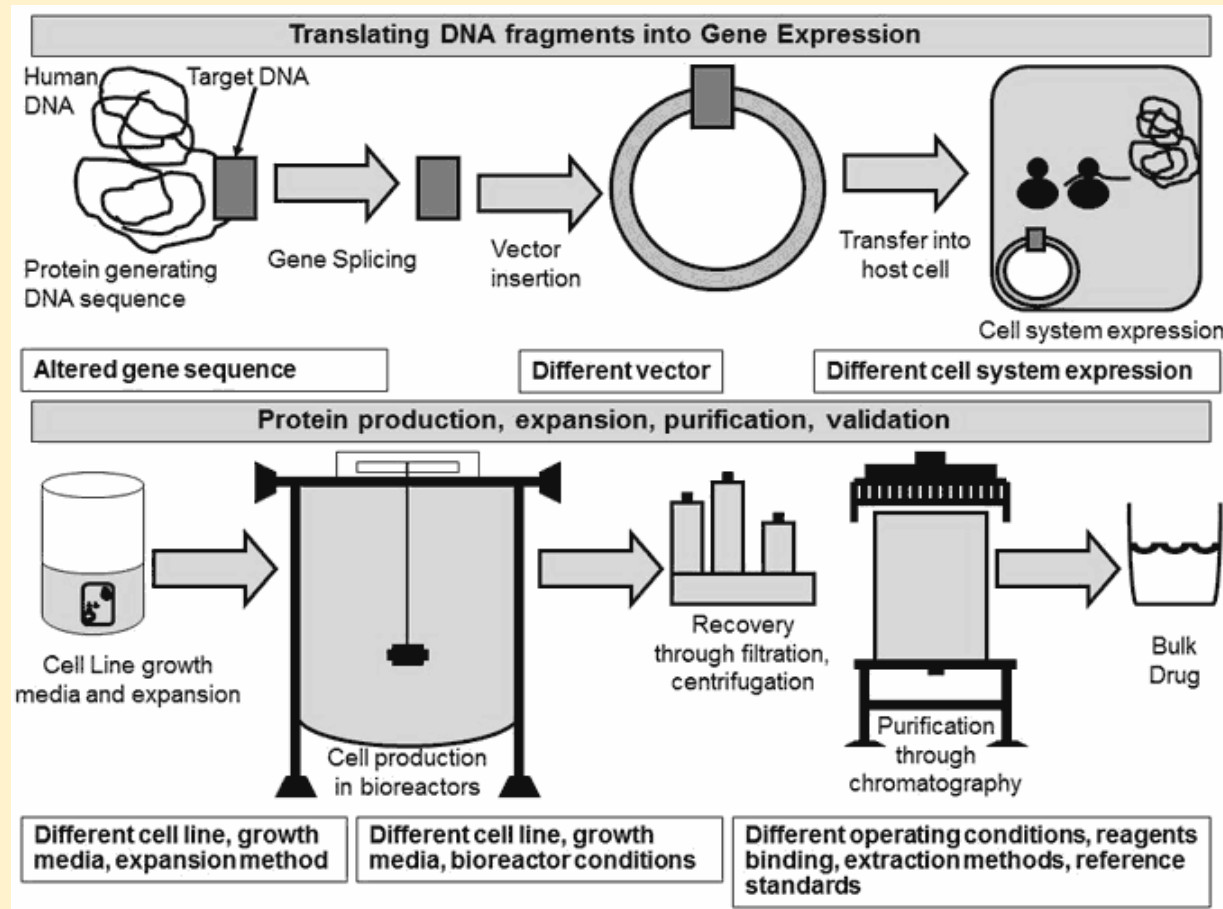 Translating DNA fragments into Gene Expression
Human
DNA
Target DNA
Protein generating
DNA sequence
Gene Splicing
Vector
insertion
Transfer into
host cell
Cell system expression
Altered gene sequence
Different vector
Different cell system expression
Protein production, expansion, purification, validation
Cell Line growth
media and expansion
Cell production
in bioreactors
Recovery
through filtration,
centrifugation
Purification
through
chromatography
Bulk
Drug
Different cell line, growth
media, expansion method
Different cell line, growth
media, bioreactor conditions
Different operating conditions, reagents
binding, extraction methods, reference
standards